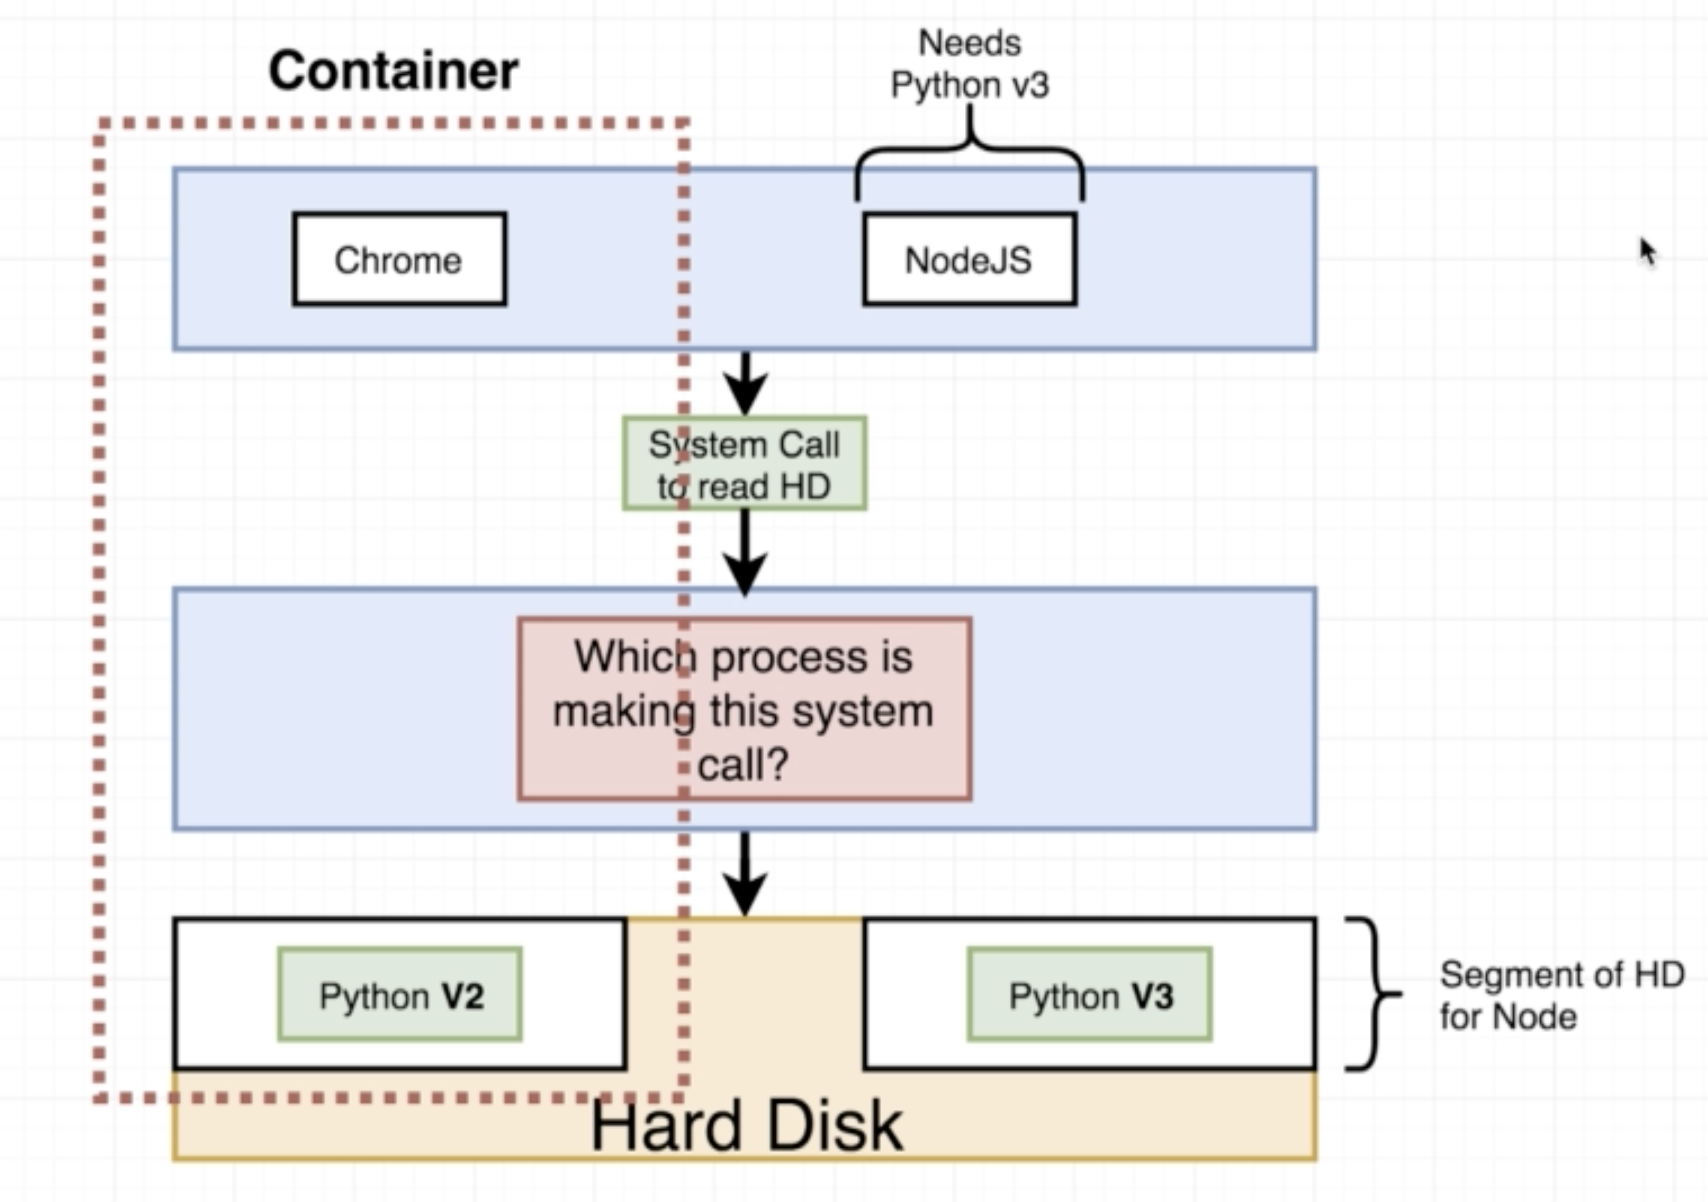 Container
Needs
Python v3
Chrome
NodeJS
System Call
to read HD
Which process is
making this system
call?
Python V2
Python V3
Segment of HD
for Node
Hard Disk